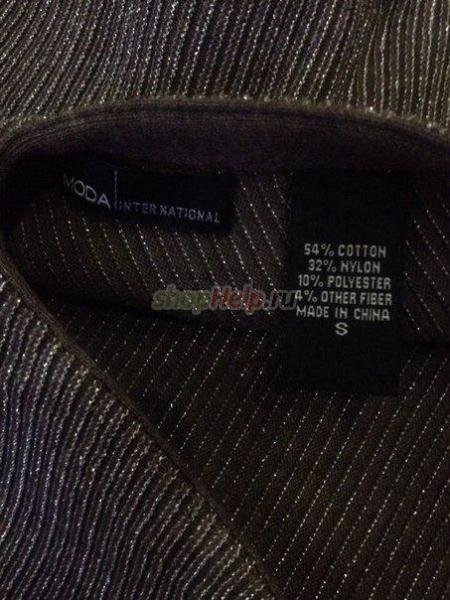 MODA
INTERNATIONAL
54% COTTON
32% NYLON
10% POLYESTER
4% OTHER FIBER
MADE IN CHINA
S
shopHelp.ru